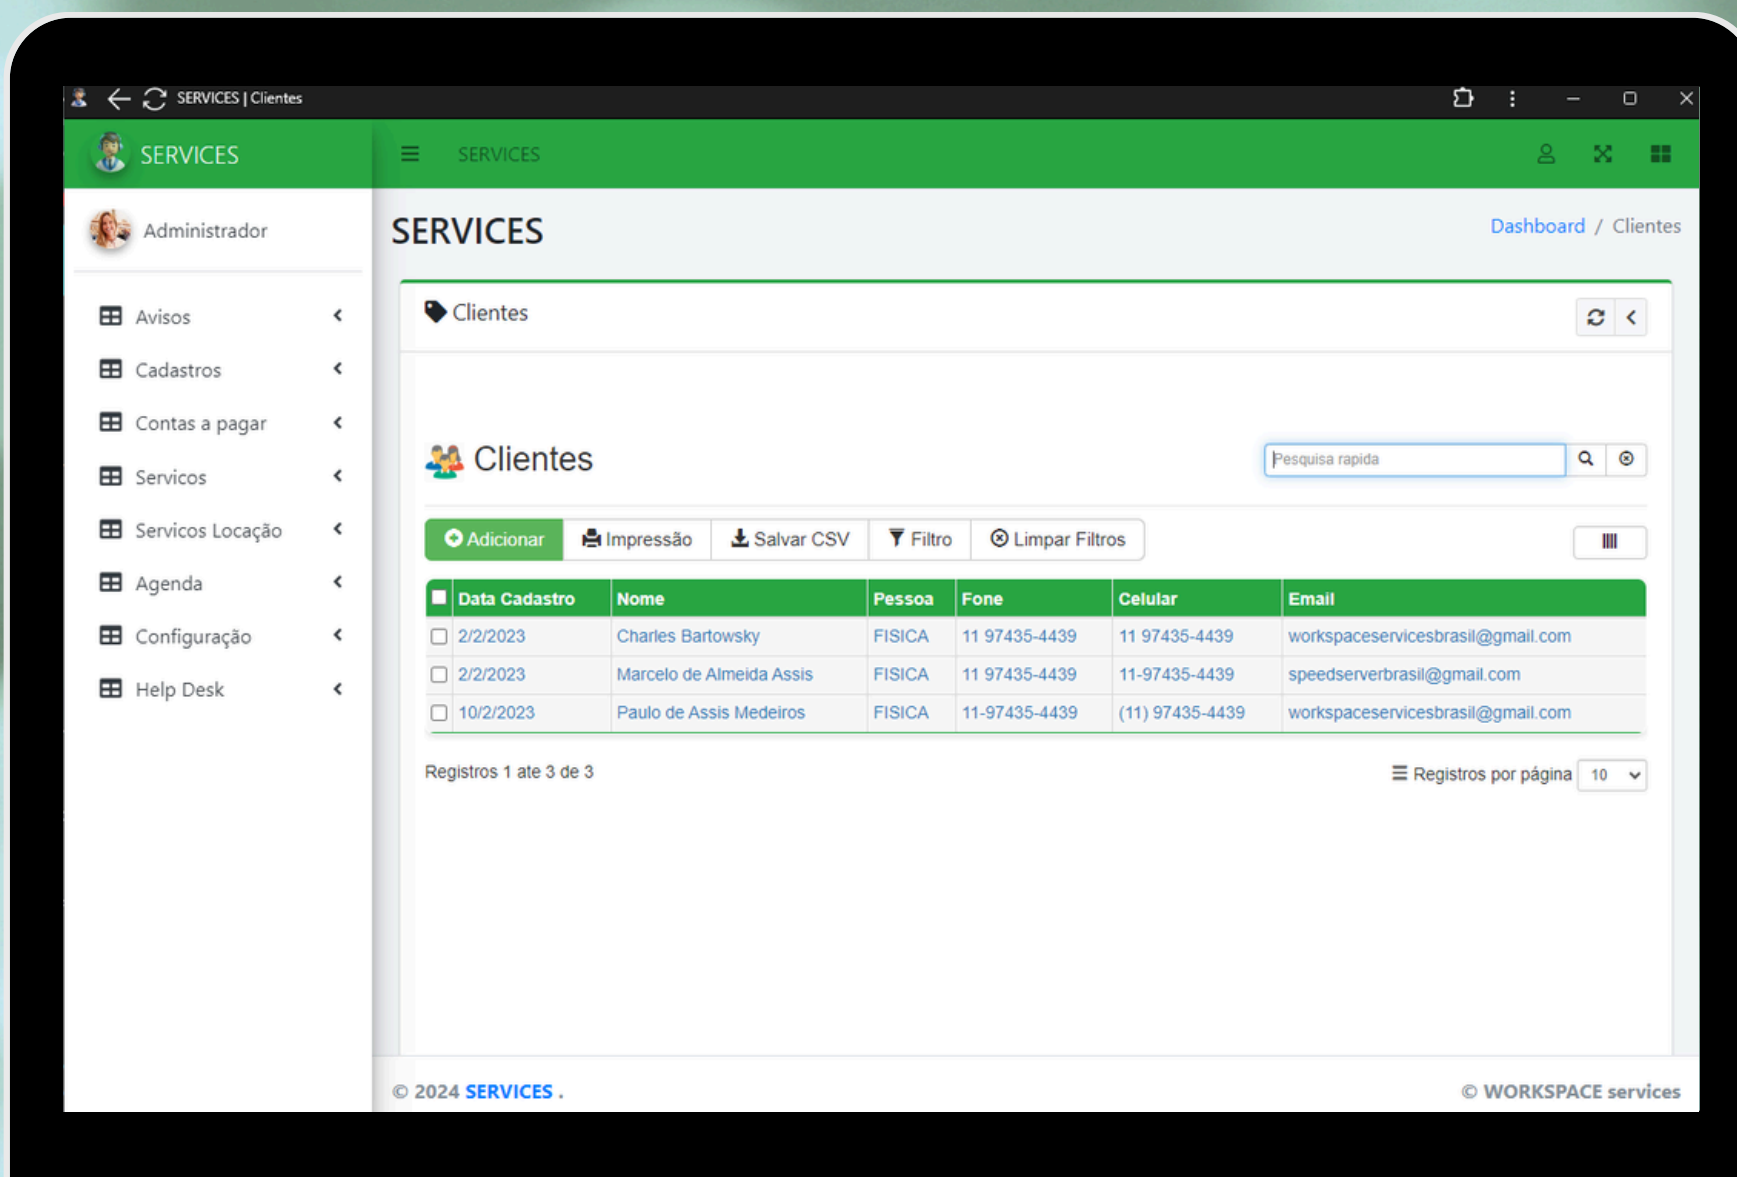 SERVICES | Clientes
SERVICES
SERVICES
Administrador
SERVICES
Dashboard / Clientes
Avisos
Cadastros
Contas a pagar
Servicos
Servicos Locação
Agenda
Configuração
Help Desk
Clientes
Clientes
Pesquisa rapida
Adicionar Impressão Salvar CSV Filtro Limpar Filtros
Data Cadastro Nome Pessoa Fone Celular Email
2/2/2023 Charles Bartowsky FISICA 11 97435-4439 11 97435-4439 workspaceservicesbrasil@gmail.com
2/2/2023 Marcelo de Almeida Assis FISICA 11 97435-4439 11-97435-4439 speedserverbrasil@gmail.com
10/2/2023 Paulo de Assis Medeiros FISICA 11-97435-4439 (11) 97435-4439 workspaceservicesbrasil@gmail.com
Registros 1 ate 3 de 3
Registros por página 10
© 2024 SERVICES .
© WORKSPACE services